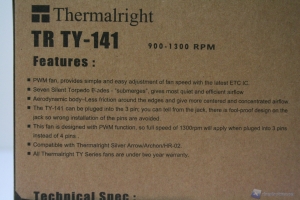 Thermalright
TR TY-141
900-1300 RPM
Features :
PWM fan, provides simple and easy adjustment of fan speed with the latest
Seven Silent Torpedo Blades - "submerges", gives most quiet and efficient airflow
Aerodynamic body-Less friction around the edges and give more centered and concentrated airflow.
The TY-141 can be plugged into the 3 pin, you can tell from the jack, there is fool-proof design on the
jack so wrong installation of the pins are avoided.
This fan is designed with PWM function, so full speed of 1300rpm will apply when plugged into 3 pins
instead of 4 pins.
Compatible with Thermalright Silver Arrow/Archon/HR-02.
All Thermalright TY Series fans are under two year warranty.
Technical Spec :